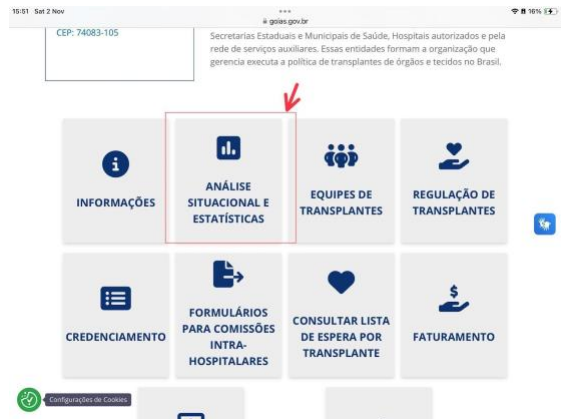 15:51 Sat 2 Nov
goias.gov.br
16%
CEP: 74083-105
Secretarias Estaduais e Municipais de Saúde, Hospitais autorizados e pela
rede de serviços auxiliares. Essas entidades formam a organização que
gerencia executa a política de transplantes de órgãos e tecidos no Brasil.
INFORMAÇÕES
ANÁLISE
SITUACIONAL E
ESTATÍSTICAS
EQUIPES DE
TRANSPLANTES
REGULAÇÃO DE
TRANSPLANTES
CREDENCIAMENTO
FORMULÁRIOS
PARA COMISSÕES
INTRA-
HOSPITALARES
CONSULTAR LISTA
DE ESPERA POR
TRANSPLANTE
FATURAMENTO
Configurações de Cookies